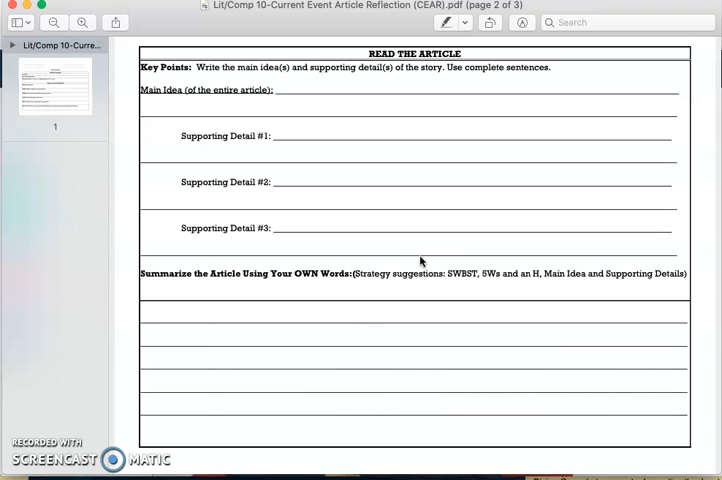 Lit/Comp 10-Current Event Article Reflection (CEAR).pdf (page 2 of 3)
Search
Lit/Comp 10-Curre...
1
READ THE ARTICLE
Key Points: Write the main idea(s) and supporting detail(s) of the story. Use complete sentences.
Main Idea (of the entire article):
Supporting Detail #1:
Supporting Detail #2:
Supporting Detail #3:
Summarize the Article Using Your OWN Words:(Strategy suggestions: SWBST, 5Ws and an H, Main Idea and Supporting Details)
RECORDED WITH
SCREENCAST MATIC